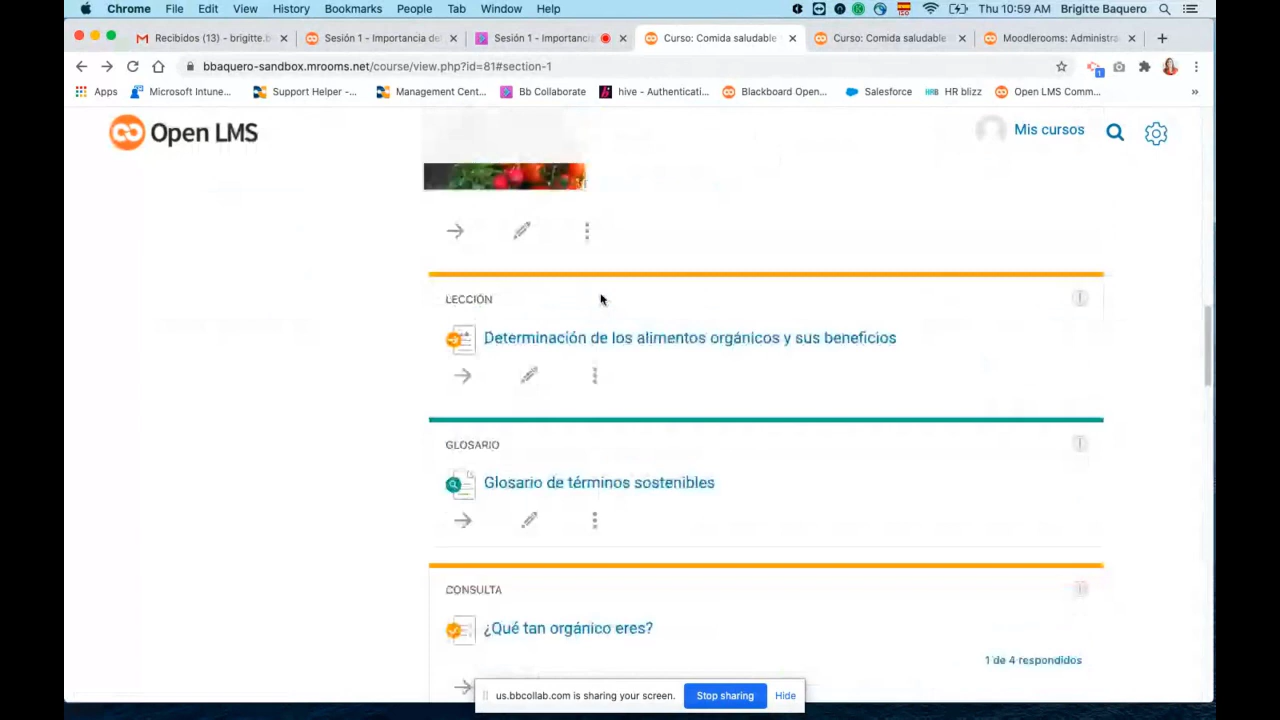 Chrome File Edit View History Bookmarks People Tab Window Help Thu 10:59 AM Brigitte Baquero
Recibidos (13) - brigitte.b Sesión 1 - Importancia de Sesión 1 - Importancia Curso: Comida saludable Curso: Comida saludable Moodlerooms: Administra
bbaquero-sandbox.mrooms.net/course/view.php?id=81#section-1
Apps Microsoft Intune... Support Helper -... Management Cent... Bb Collaborate hive - Authenticati... Blackboard Open... Salesforce HRB HR blizz Open LMS Comm... »
Open LMS Mis cursos
LECCIÓN
Determinación de los alimentos orgánicos y sus beneficios
GLOSARIO
Glosario de términos sostenibles
CONSULTA
¿Qué tan orgánico eres?
1 de 4 respondidos
us.bbcollab.com is sharing your screen. Stop sharing Hide